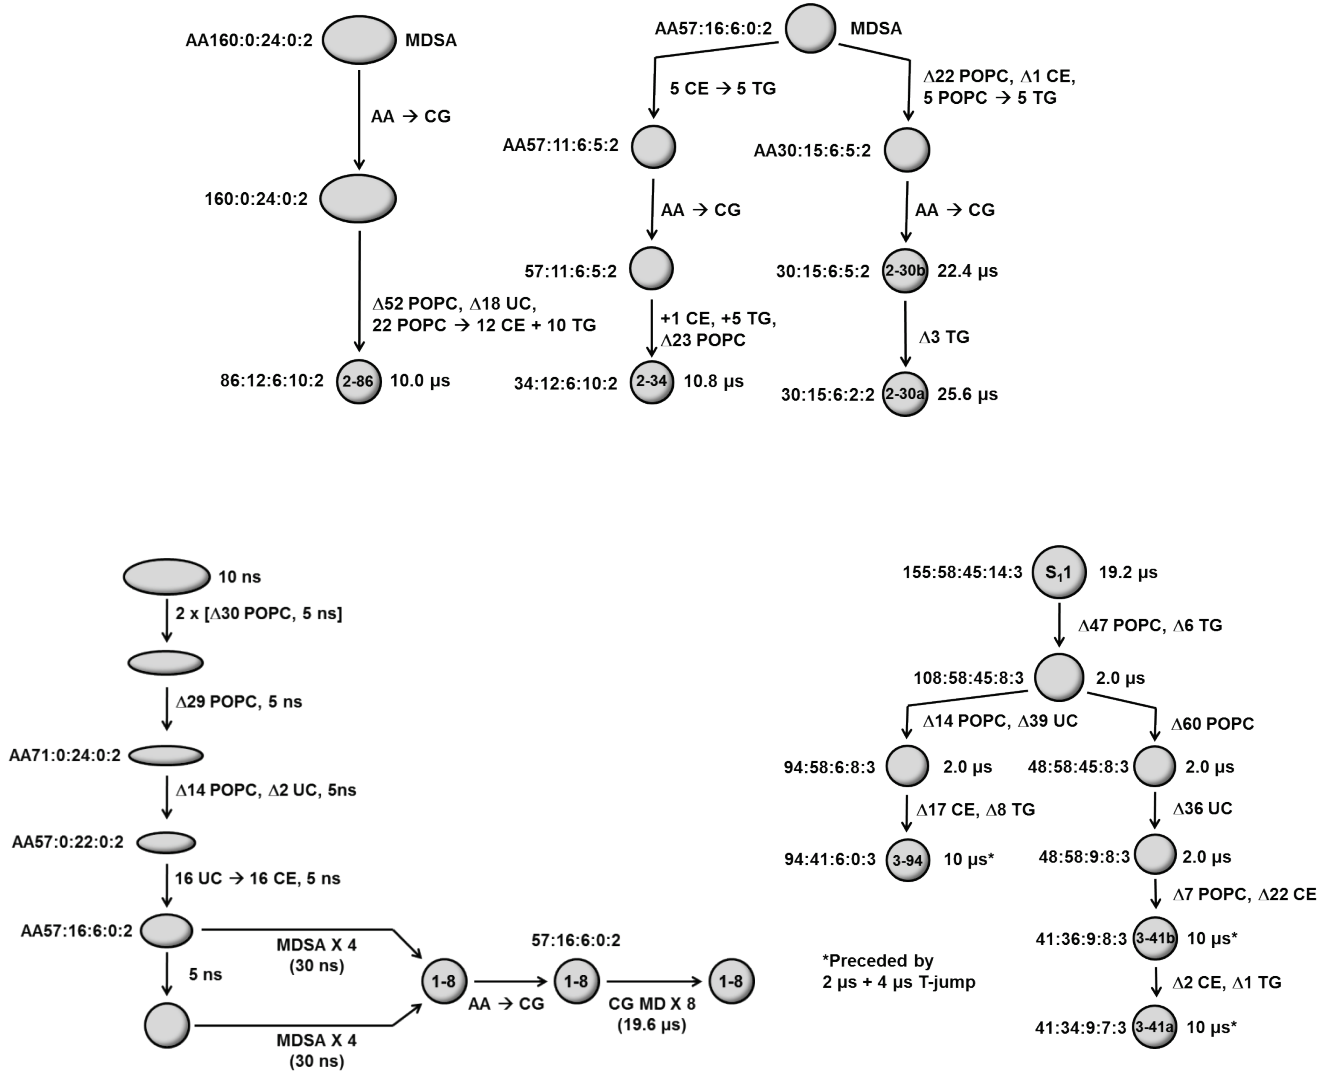 AA160:0:24:0:2
MDSA
AA → CG
160:0:24:0:2
Δ52 POPC, Δ18 UC,
22 POPC → 12 CE + 10 TG
86:12:6:10:2
2-86
10.0 µs
AA57:16:6:0:2
MDSA
5 CE → 5 TG
AA57:11:6:5:2
AA → CG
57:11:6:5:2
+1 CE, +5 TG,
Δ23 POPC
34:12:6:10:2
2-34
10.8 µs
Δ22 POPC, Δ1 CE,
5 POPC → 5 TG
AA30:15:6:5:2
AA → CG
30:15:6:5:2
2-30b
22.4 µs
Δ3 TG
30:15:6:2:2
2-30a
25.6 µs
10 ns
2 x [Δ30 POPC, 5 ns]
Δ29 POPC, 5 ns
AA71:0:24:0:2
Δ14 POPC, Δ2 UC, 5ns
AA57:0:22:0:2
16 UC → 16 CE, 5 ns
AA57:16:6:0:2
5 ns
MDSA X 4
(30 ns)
MDSA X 4
(30 ns)
1-8
AA → CG
57:16:6:0:2
1-8
CG MD X 8
(19.6 µs)
1-8
155:58:45:14:3
S₁1
19.2 µs
Δ47 POPC, Δ6 TG
108:58:45:8:3
2.0 µs
Δ14 POPC, Δ39 UC
94:58:6:8:3
2.0 µs
Δ17 CE, Δ8 TG
94:41:6:0:3
3-94
10 µs*
Δ60 POPC
48:58:45:8:3
2.0 µs
Δ36 UC
48:58:9:8:3
2.0 µs
Δ7 POPC, Δ22 CE
41:36:9:8:3
3-41b
10 µs*
Δ2 CE, Δ1 TG
41:34:9:7:3
3-41a
10 µs*
*Preceded by
2 µs + 4 µs T-jump